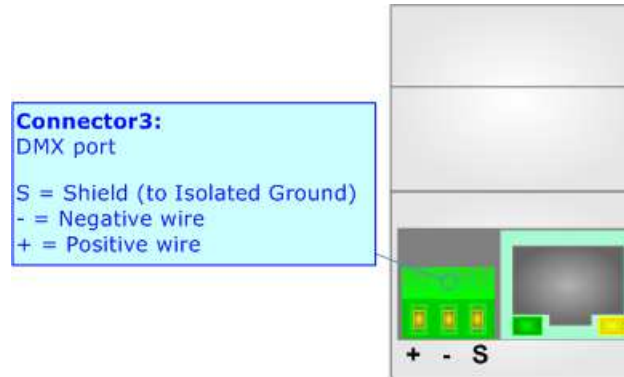 Connector3:
DMX port
S = Shield (to Isolated Ground)
- = Negative wire
+ = Positive wire
+ - S